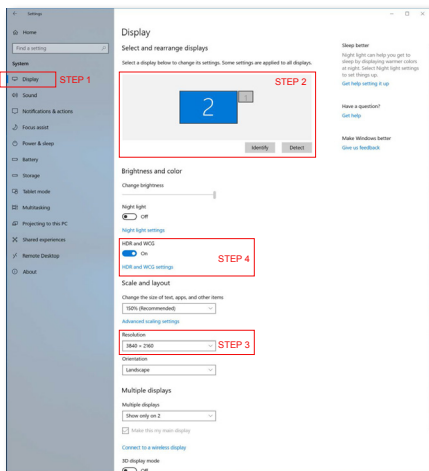 Settings
Home
Find a setting
System
Display
STEP 1
Sound
Notifications & actions
Focus assist
Power & sleep
Battery
Storage
Tablet mode
Multitasking
Projecting to this PC
Shared experiences
Remote Desktop
About
Display
Select and rearrange displays
Select a display below to change its settings. Some settings are applied to all displays.
STEP 2
2
1
Identify
Detect
Brightness and color
Change brightness
Night light
Off
Night light settings
HDR and WCG
On
STEP 4
HDR and WCG settings
Scale and layout
Change the size of text, apps, and other items
150% (Recommended)
Advanced scaling settings
Resolution
3840 × 2160
STEP 3
Orientation
Landscape
Multiple displays
Multiple displays
Show only on 2
Make this my main display
Connect to a wireless display
3D display mode
Off
Sleep better
Night light can help you get to
sleep by displaying warmer colors
at night. Select Night light settings
to set things up.
Get help setting it up
Have a question?
Get help
Make Windows better
Give us feedback